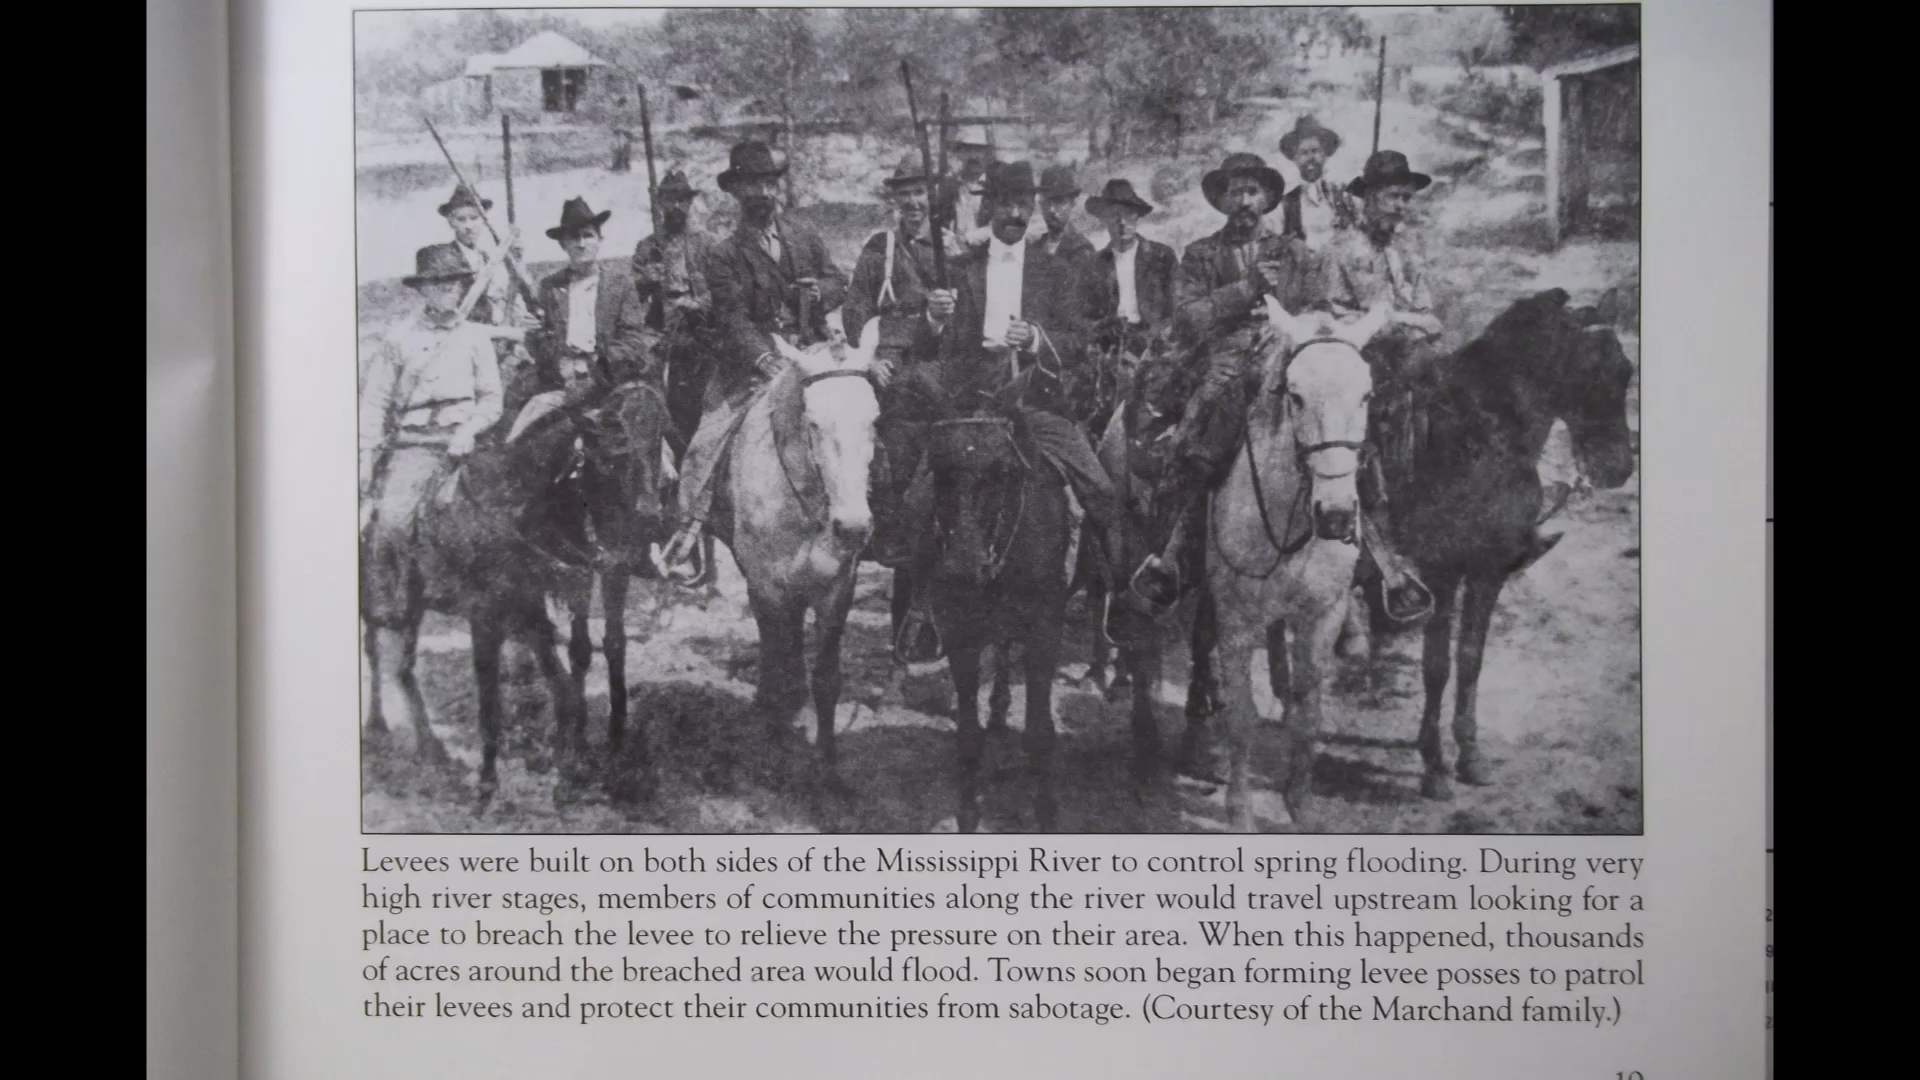 Levees were built on both sides of the Mississippi River to control spring flooding. During very
high river stages, members of communities along the river would travel upstream looking for a
place to breach the levee to relieve the pressure on their area. When this happened, thousands
of acres around the breached area would flood. Towns soon began forming levee posses to patrol
their levees and protect their communities from sabotage. (Courtesy of the Marchand family.)